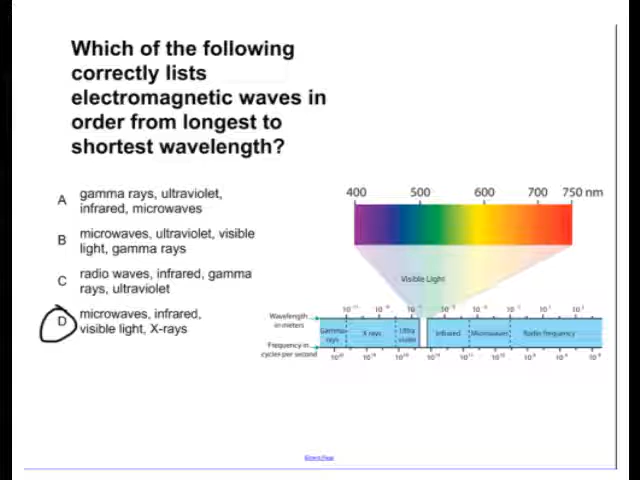 Which of the following
correctly lists
electromagnetic waves in
order from longest to
shortest wavelength?
A gamma rays, ultraviolet,
infrared, microwaves
B microwaves, ultraviolet, visible
light, gamma rays
C radio waves, infrared, gamma
rays, ultraviolet
D microwaves, infrared,
visible light, X-rays
400 500 600 700 750 nm
Visible Light
Wavelength
in meters
Gamma
rays
X rays
Ultra
violet
Infrared
Microwaves
Radio frequency
Frequency in
cycles per second